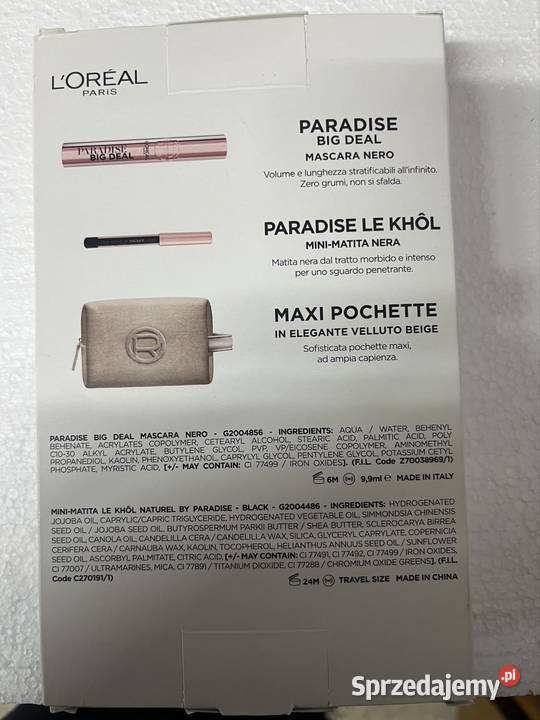 L'ORÉAL
PARIS
PARADISE
BIG DEAL
MASCARA NERO
Volume e lunghezza stratificabili all'infinito.
Zero grumi, non si sfalda.
PARADISE
BIG DEAL
PARADISE LE KHÔL
MINI-MATITA NERA
Matita nera dal tratto morbido e intenso
per uno sguardo penetrante.
MAXI POCHETTE
IN ELEGANTE VELLUTO BEIGE
Sofisticata pochette maxi,
ad ampia capienza.
PARADISE BIG DEAL MASCARA NERO - G2004856 - INGREDIENTS: AQUA / WATER, BEHENYL
BEHENATE, ACRYLATES COPOLYMER, CETEARYL ALCOHOL, STEARIC ACID, PALMITIC ACID, POLY
C10-30 ALKYL ACRYLATE, BUTYLENE GLYCOL, PVP, VP/EICOSENE COPOLYMER, AMINOMETHYL
PROPANEDIOL, KAOLIN, PHENOXYETHANOL, CAPRYLYL GLYCOL, PENTYLENE GLYCOL, POTASSIUM CETYL
PHOSPHATE, MYRISTIC ACID, [+/- MAY CONTAIN: CI 77499 / IRON OXIDES]. (F.I.L. Code Z70038969/1)
6M 9,9ml e MADE IN ITALY
MINI-MATITA LE KHÔL NATUREL BY PARADISE - BLACK - G2004486 - INGREDIENTS: HYDROGENATED
JOJOBA OIL, CAPRYLIC/CAPRIC TRIGLYCERIDE, HYDROGENATED VEGETABLE OIL, SIMMONDSIA CHINENSIS
SEED OIL / JOJOBA SEED OIL, BUTYROSPERMUM PARKII BUTTER / SHEA BUTTER, SCLEROCARYA BIRREA
SEED OIL, CANOLA OIL, CANDELILLA CERA / CANDELILLA WAX, SILICA, GLYCERYL CAPRYLATE, COPERNICIA
CERIFERA CERA / CARNAUBA WAX, KAOLIN, TOCOPHEROL, HELIANTHUS ANNUUS SEED OIL / SUNFLOWER
SEED OIL, ASCORBYL PALMITATE, CITRIC ACID, [+/- MAY CONTAIN: CI 77491, CI 77492, CI 77499 / IRON OXIDES,
CI 77007 / ULTRAMARINES, MICA, CI 77891 / TITANIUM DIOXIDE, CI 77288 / CHROMIUM OXIDE GREENS]. (F.I.L.
Code C270191/1)
24M TRAVEL SIZE MADE IN CHINA
Sprzedajemy.pl